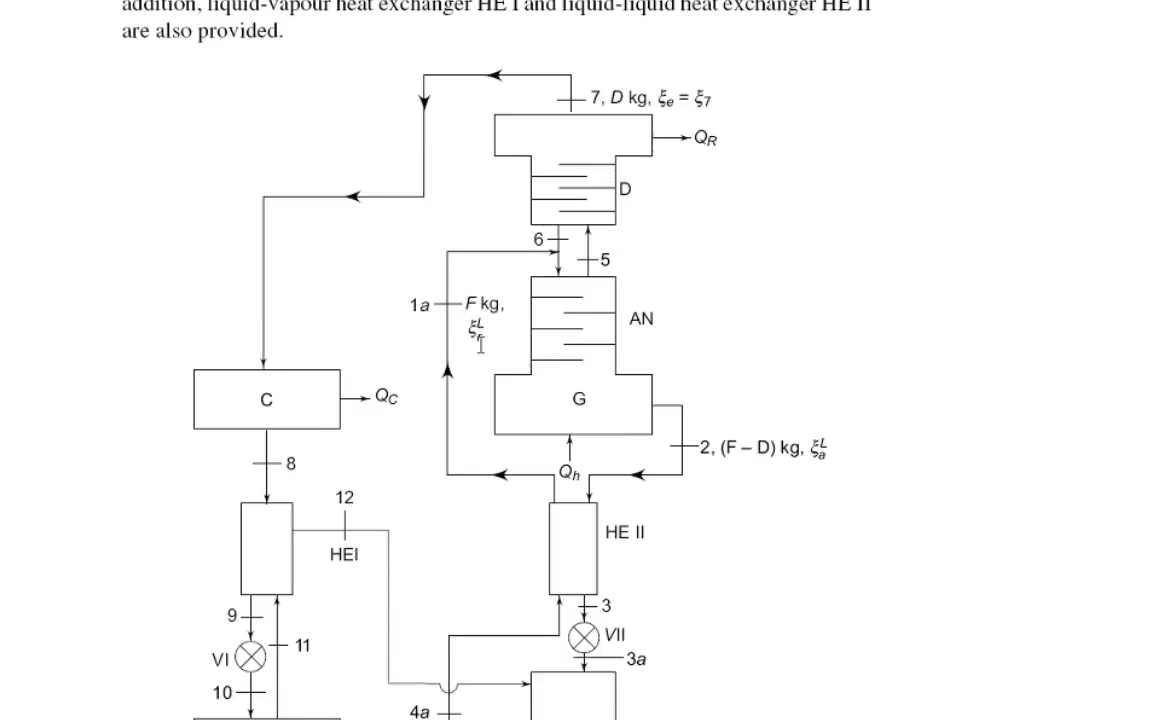 addition, liquid-vapour heat exchanger HE I and liquid-liquid heat exchanger HE II
are also provided.
7, D kg, ξe = ξ7
QR
D
6
5
1a
F kg,
AN
C
QC
G
2, (F – D) kg, ξaL
8
Qh
12
HE II
HEI
9
3
VII
11
VI
3a
10
4a